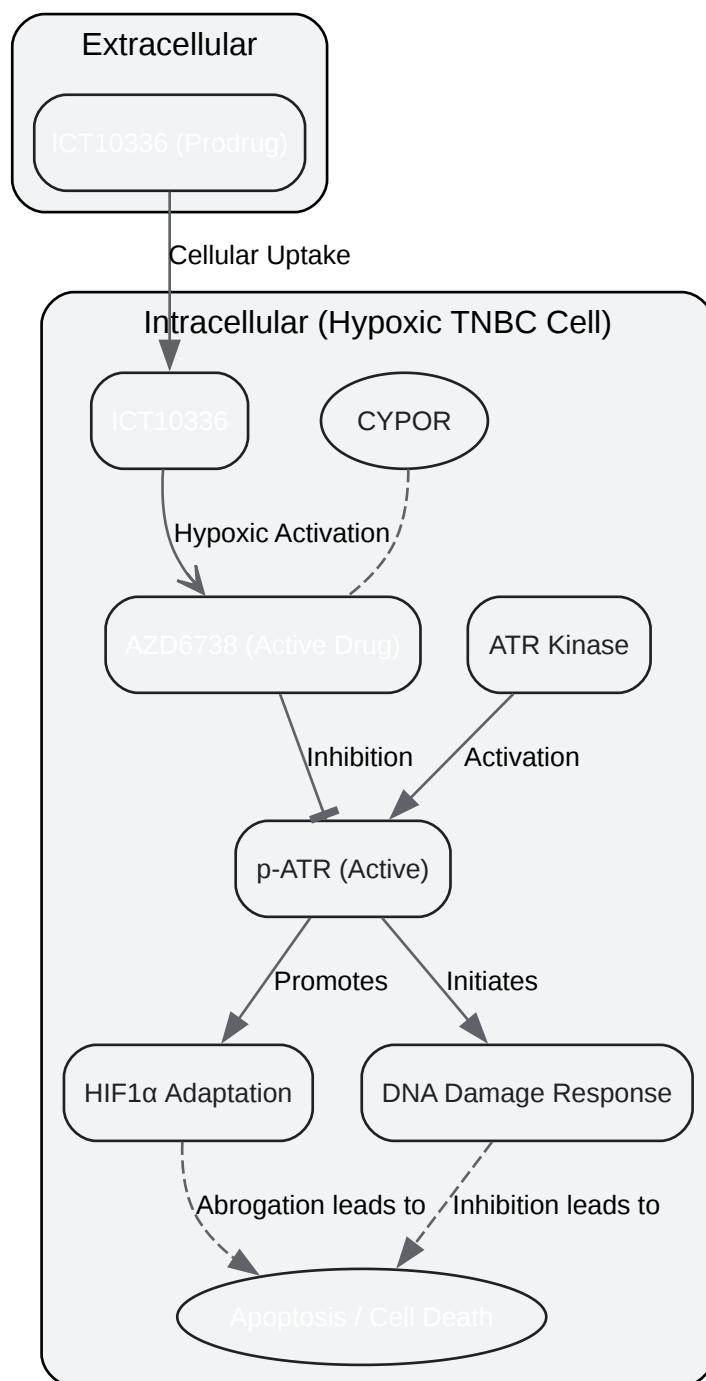 Extracellular
ICT10336 (Prodrug)
Cellular Uptake
Intracellular (Hypoxic TNBC Cell)
ICT10336
CYPOR
Hypoxic Activation
AZD6738 (Active Drug)
ATR Kinase
Inhibition
Activation
p-ATR (Active)
Promotes
Initiates
HIF1α Adaptation
DNA Damage Response
Abrogation leads to
Inhibition leads to
Apoptosis / Cell Death